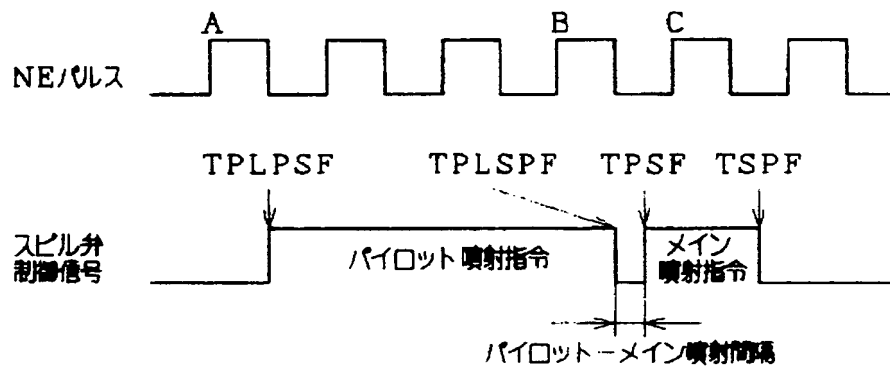 A B C
NEパルス
TPLPSF TPLSPF TPSF TSPF
スピル弁
制御信号
パイロット噴射指令
メイン
噴射指令
パイロット－メイン噴射間隔